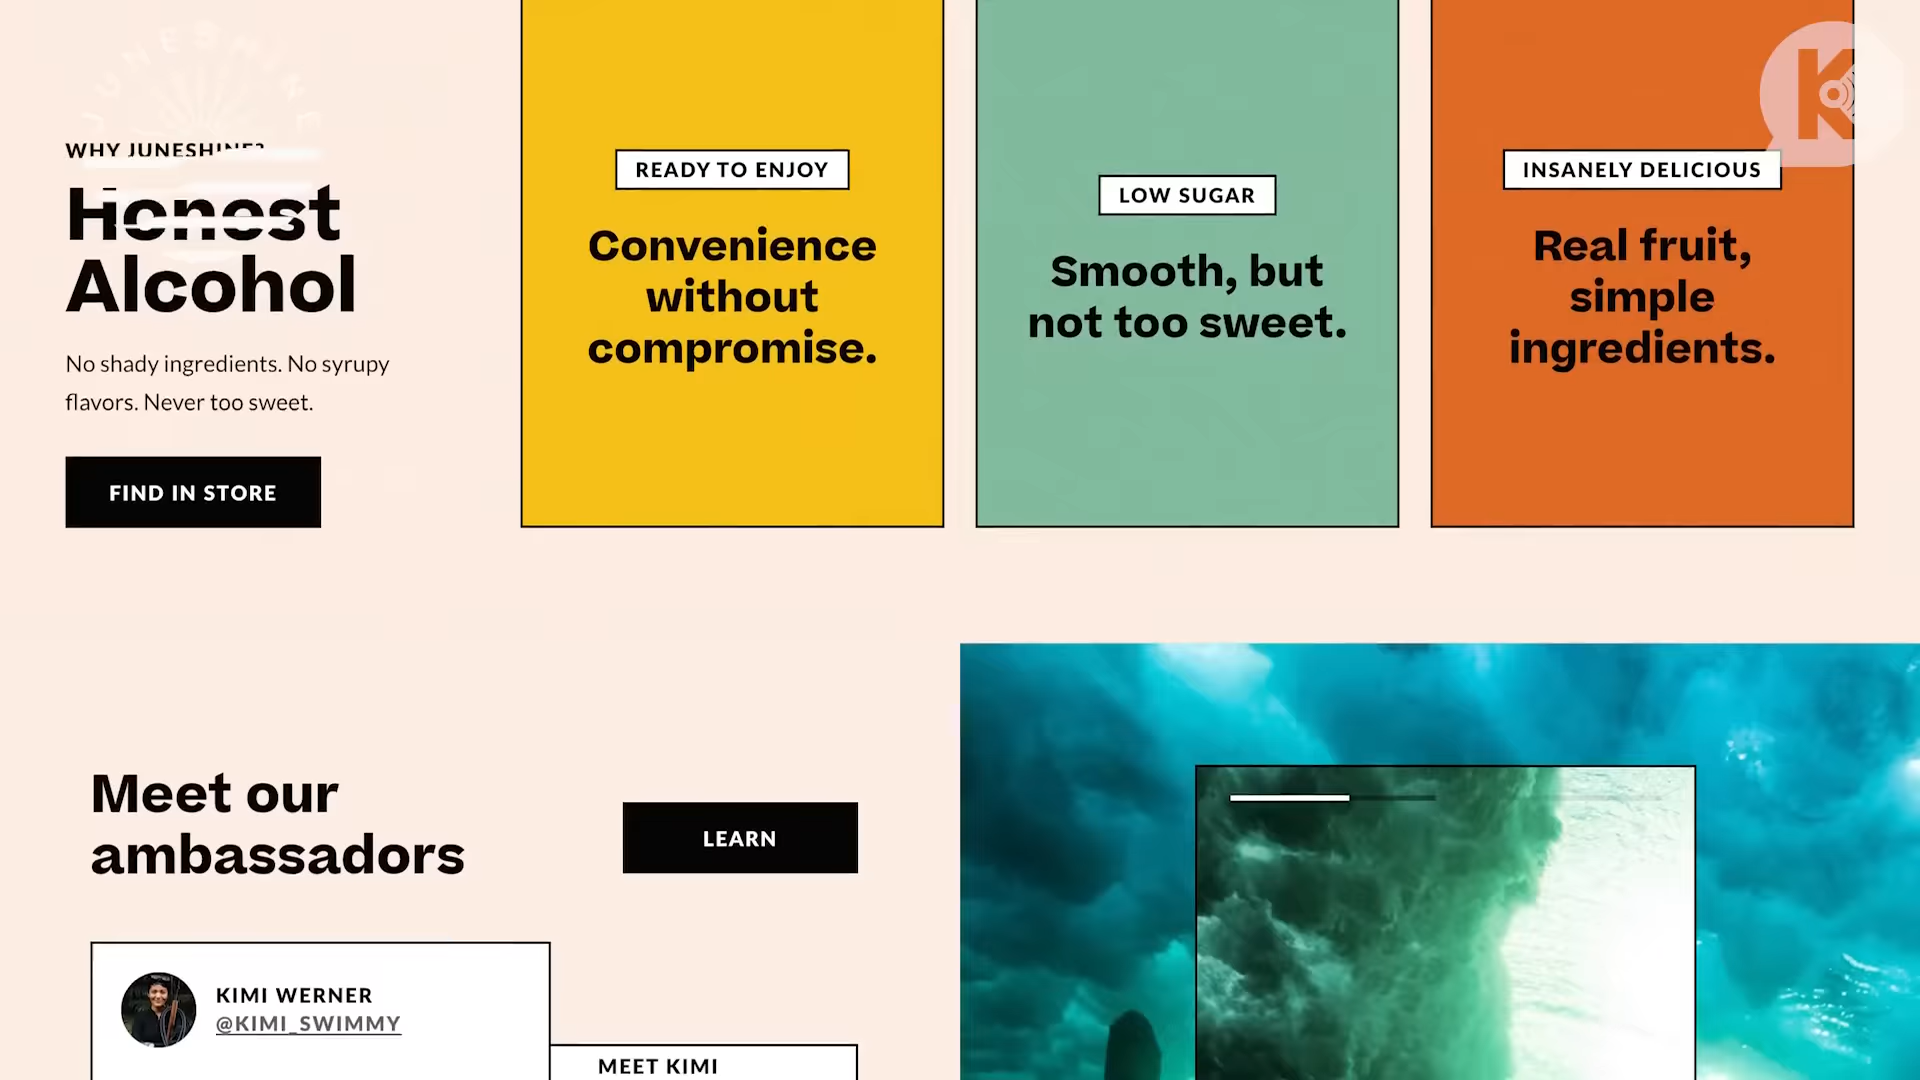 JUNESHINE
WHY JUNESHINE?
Honest
Alcohol
No shady ingredients. No syrupy
flavors. Never too sweet.
FIND IN STORE
READY TO ENJOY
Convenience
without
compromise.
LOW SUGAR
Smooth, but
not too sweet.
INSANELY DELICIOUS
Real fruit,
simple
ingredients.
K
Meet our
ambassadors
LEARN
KIMI WERNER
@KIMI_SWIMMY
MEET KIMI